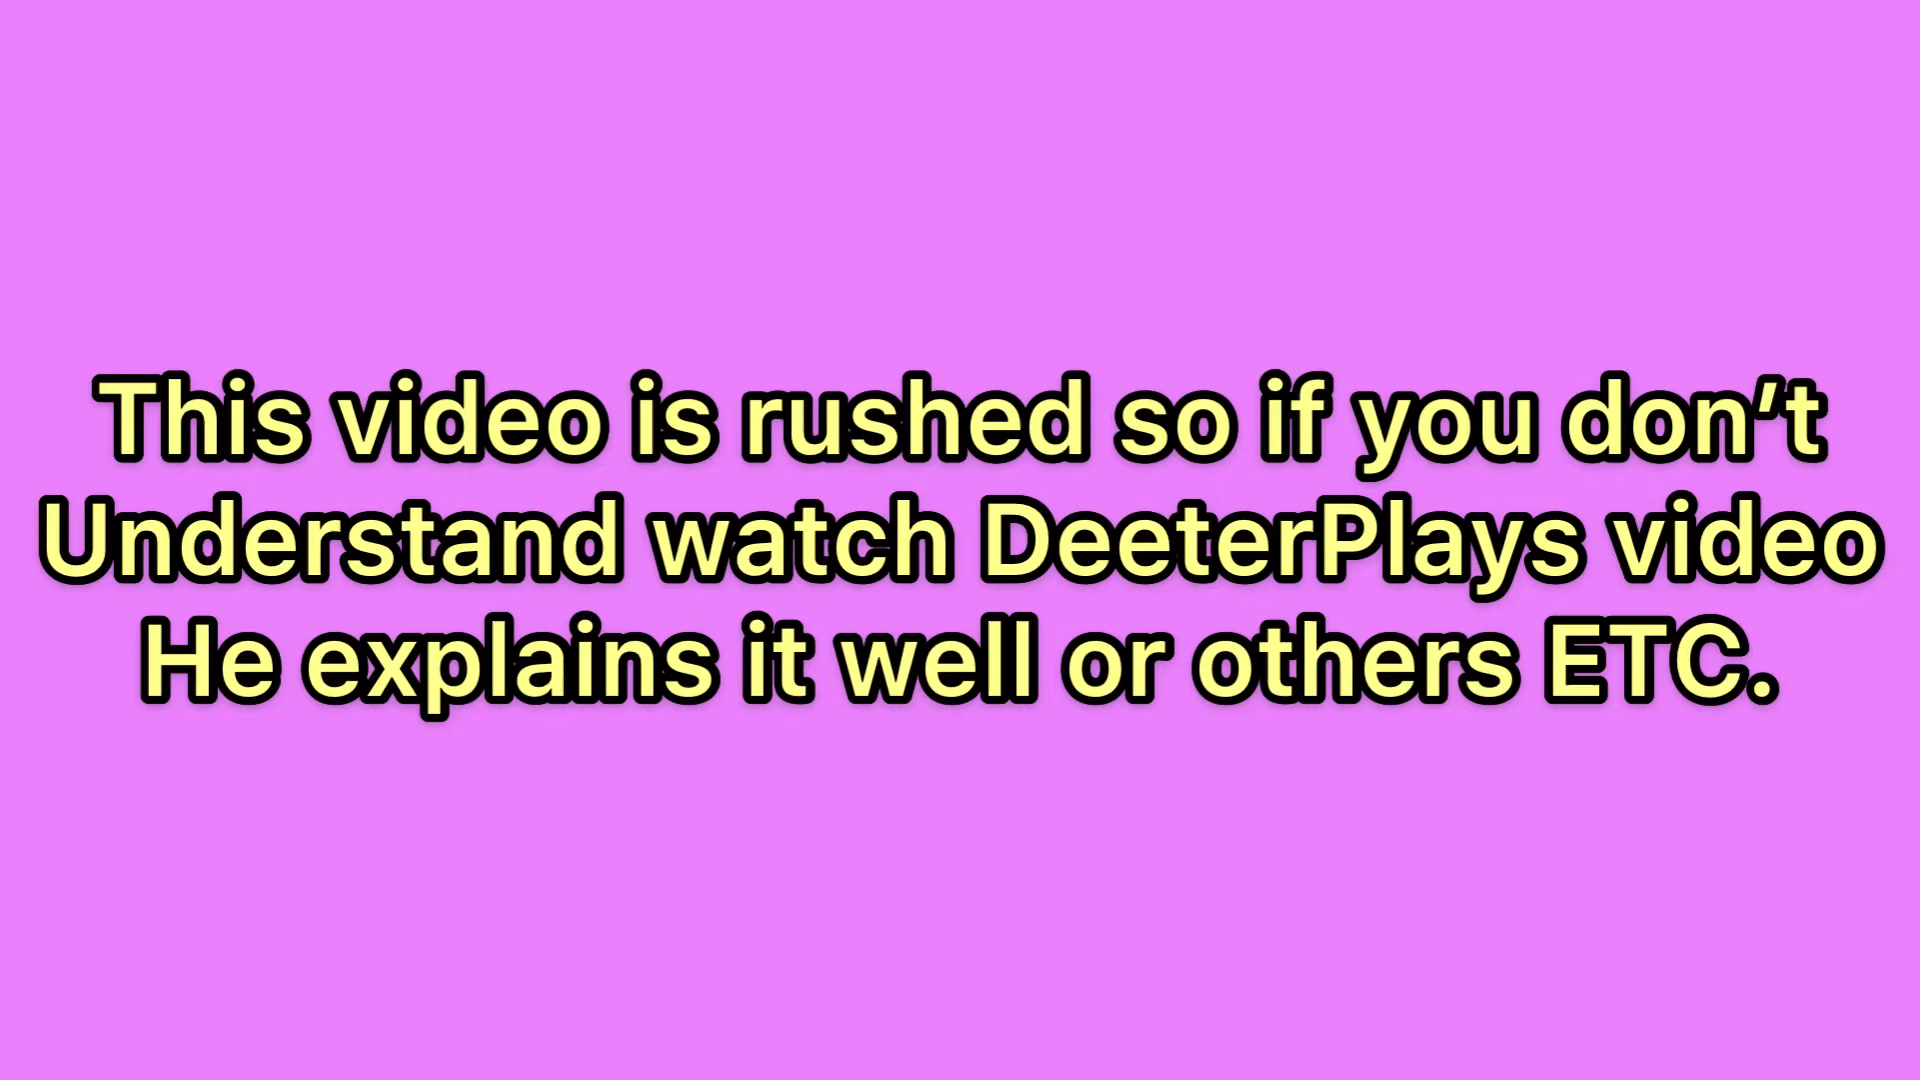 This video is rushed so if you don’t
Understand watch DeeterPlays video
He explains it well or others ETC.